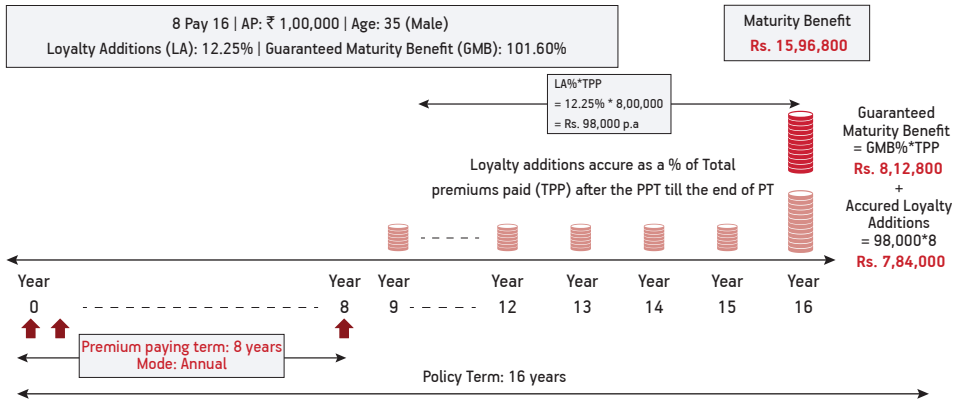 8 Pay 16 | AP: ₹ 1,00,000 | Age: 35 (Male)
Loyalty Additions (LA): 12.25% | Guaranteed Maturity Benefit (GMB): 101.60%
Maturity Benefit
Rs. 15,96,800
LA%*TPP
= 12.25% * 8,00,000
= Rs. 98,000 p.a
Loyalty additions accure as a % of Total
premiums paid (TPP) after the PPT till the end of PT
Guaranteed
Maturity Benefit
= GMB%*TPP
Rs. 8,12,800
+
Accured Loyalty
Additions
= 98,000*8
Rs. 7,84,000
Year Year Year Year Year Year Year Year
0 8 9 12 13 14 15 16
Premium paying term: 8 years
Mode: Annual
Policy Term: 16 years